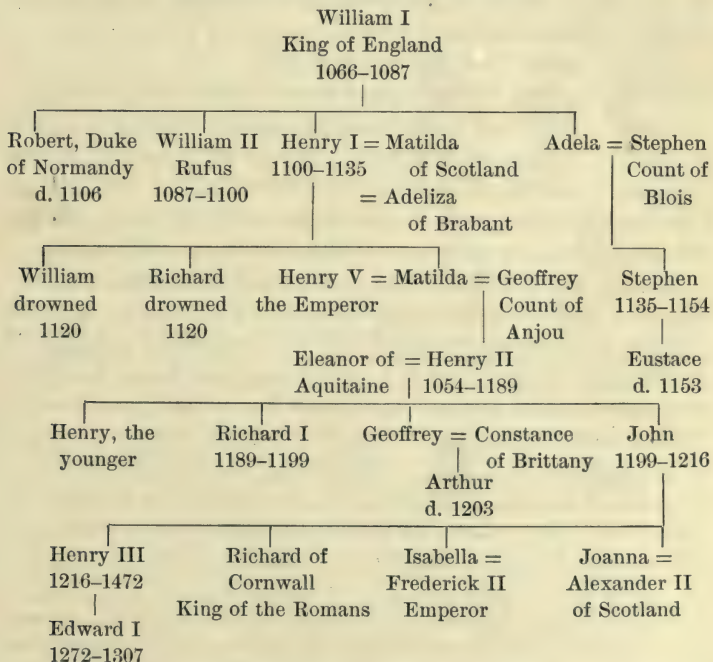 William I
King of England
1066–1087
Robert, Duke
of Normandy
d. 1106
William II
Rufus
1087–1100
Henry I = Matilda
1100–1135 of Scotland
= Adeliza
of Brabant
Adela = Stephen
Count of
Blois
William
drowned
1120
Richard
drowned
1120
Henry V = Matilda = Geoffrey
the Emperor Count of
Anjou
Stephen
1135–1154
Eleanor of = Henry II
Aquitaine 1054–1189
Eustace
d. 1153
Henry, the
younger
Richard I
1189–1199
Geoffrey = Constance
of Brittany
Arthur
d. 1203
John
1199–1216
Henry III
1216–1472
Edward I
1272–1307
Richard of
Cornwall
King of the Romans
Isabella =
Frederick II
Emperor
Joanna =
Alexander II
of Scotland